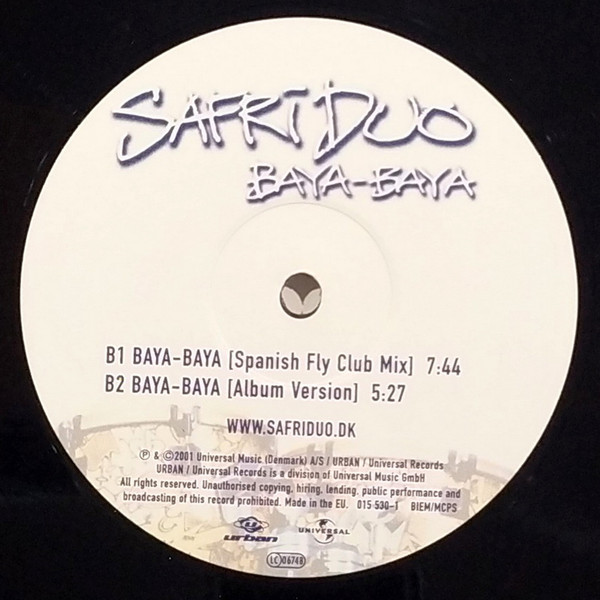 SAFRI DUO
BAYA-BAYA
B1 BAYA-BAYA [Spanish Fly Club Mix] 7:44
B2 BAYA-BAYA [Album Version] 5:27
WWW.SAFRIDUO.DK
℗ & ©2001 Universal Music (Denmark) A/S / URBAN / Universal Records
URBAN / Universal Records is a division of Universal Music GmbH
All rights reserved. Unauthorised copying, hiring, lending, public performance and
broadcasting of this record prohibited. Made in the EU. 015 530-1 BIEM/MCPS
urban UNIVERSAL
LC 06748